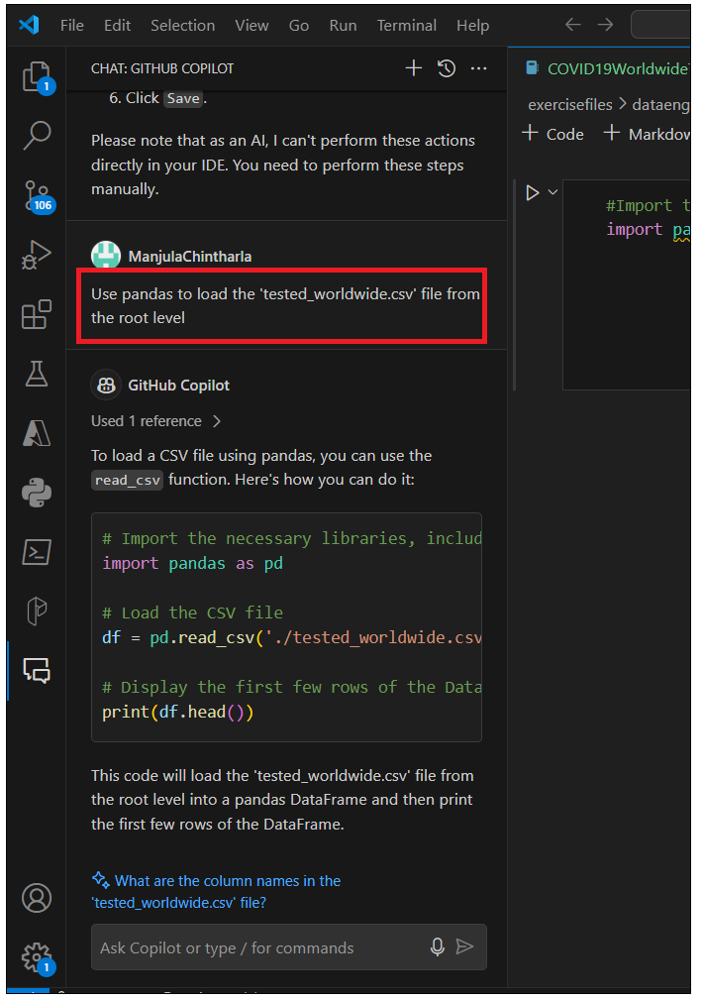 File Edit Selection View Go Run Terminal Help
CHAT: GITHUB COPILOT
COVID19Worldwide
6. Click Save.
exercisefiles > dataeng
Please note that as an AI, I can't perform these actions
directly in your IDE. You need to perform these steps
manually.
+ Code + Markdow
1
106
#Import t
import pa
ManjulaChintharla
Use pandas to load the 'tested_worldwide.csv' file from
the root level
GitHub Copilot
Used 1 reference >
To load a CSV file using pandas, you can use the
read_csv function. Here's how you can do it:
# Import the necessary libraries, includ
import pandas as pd
# Load the CSV file
df = pd.read_csv('./tested_worldwide.csv
# Display the first few rows of the Data
print(df.head())
This code will load the 'tested_worldwide.csv' file from
the root level into a pandas DataFrame and then print
the first few rows of the DataFrame.
What are the column names in the
'tested_worldwide.csv' file?
Ask Copilot or type / for commands
1